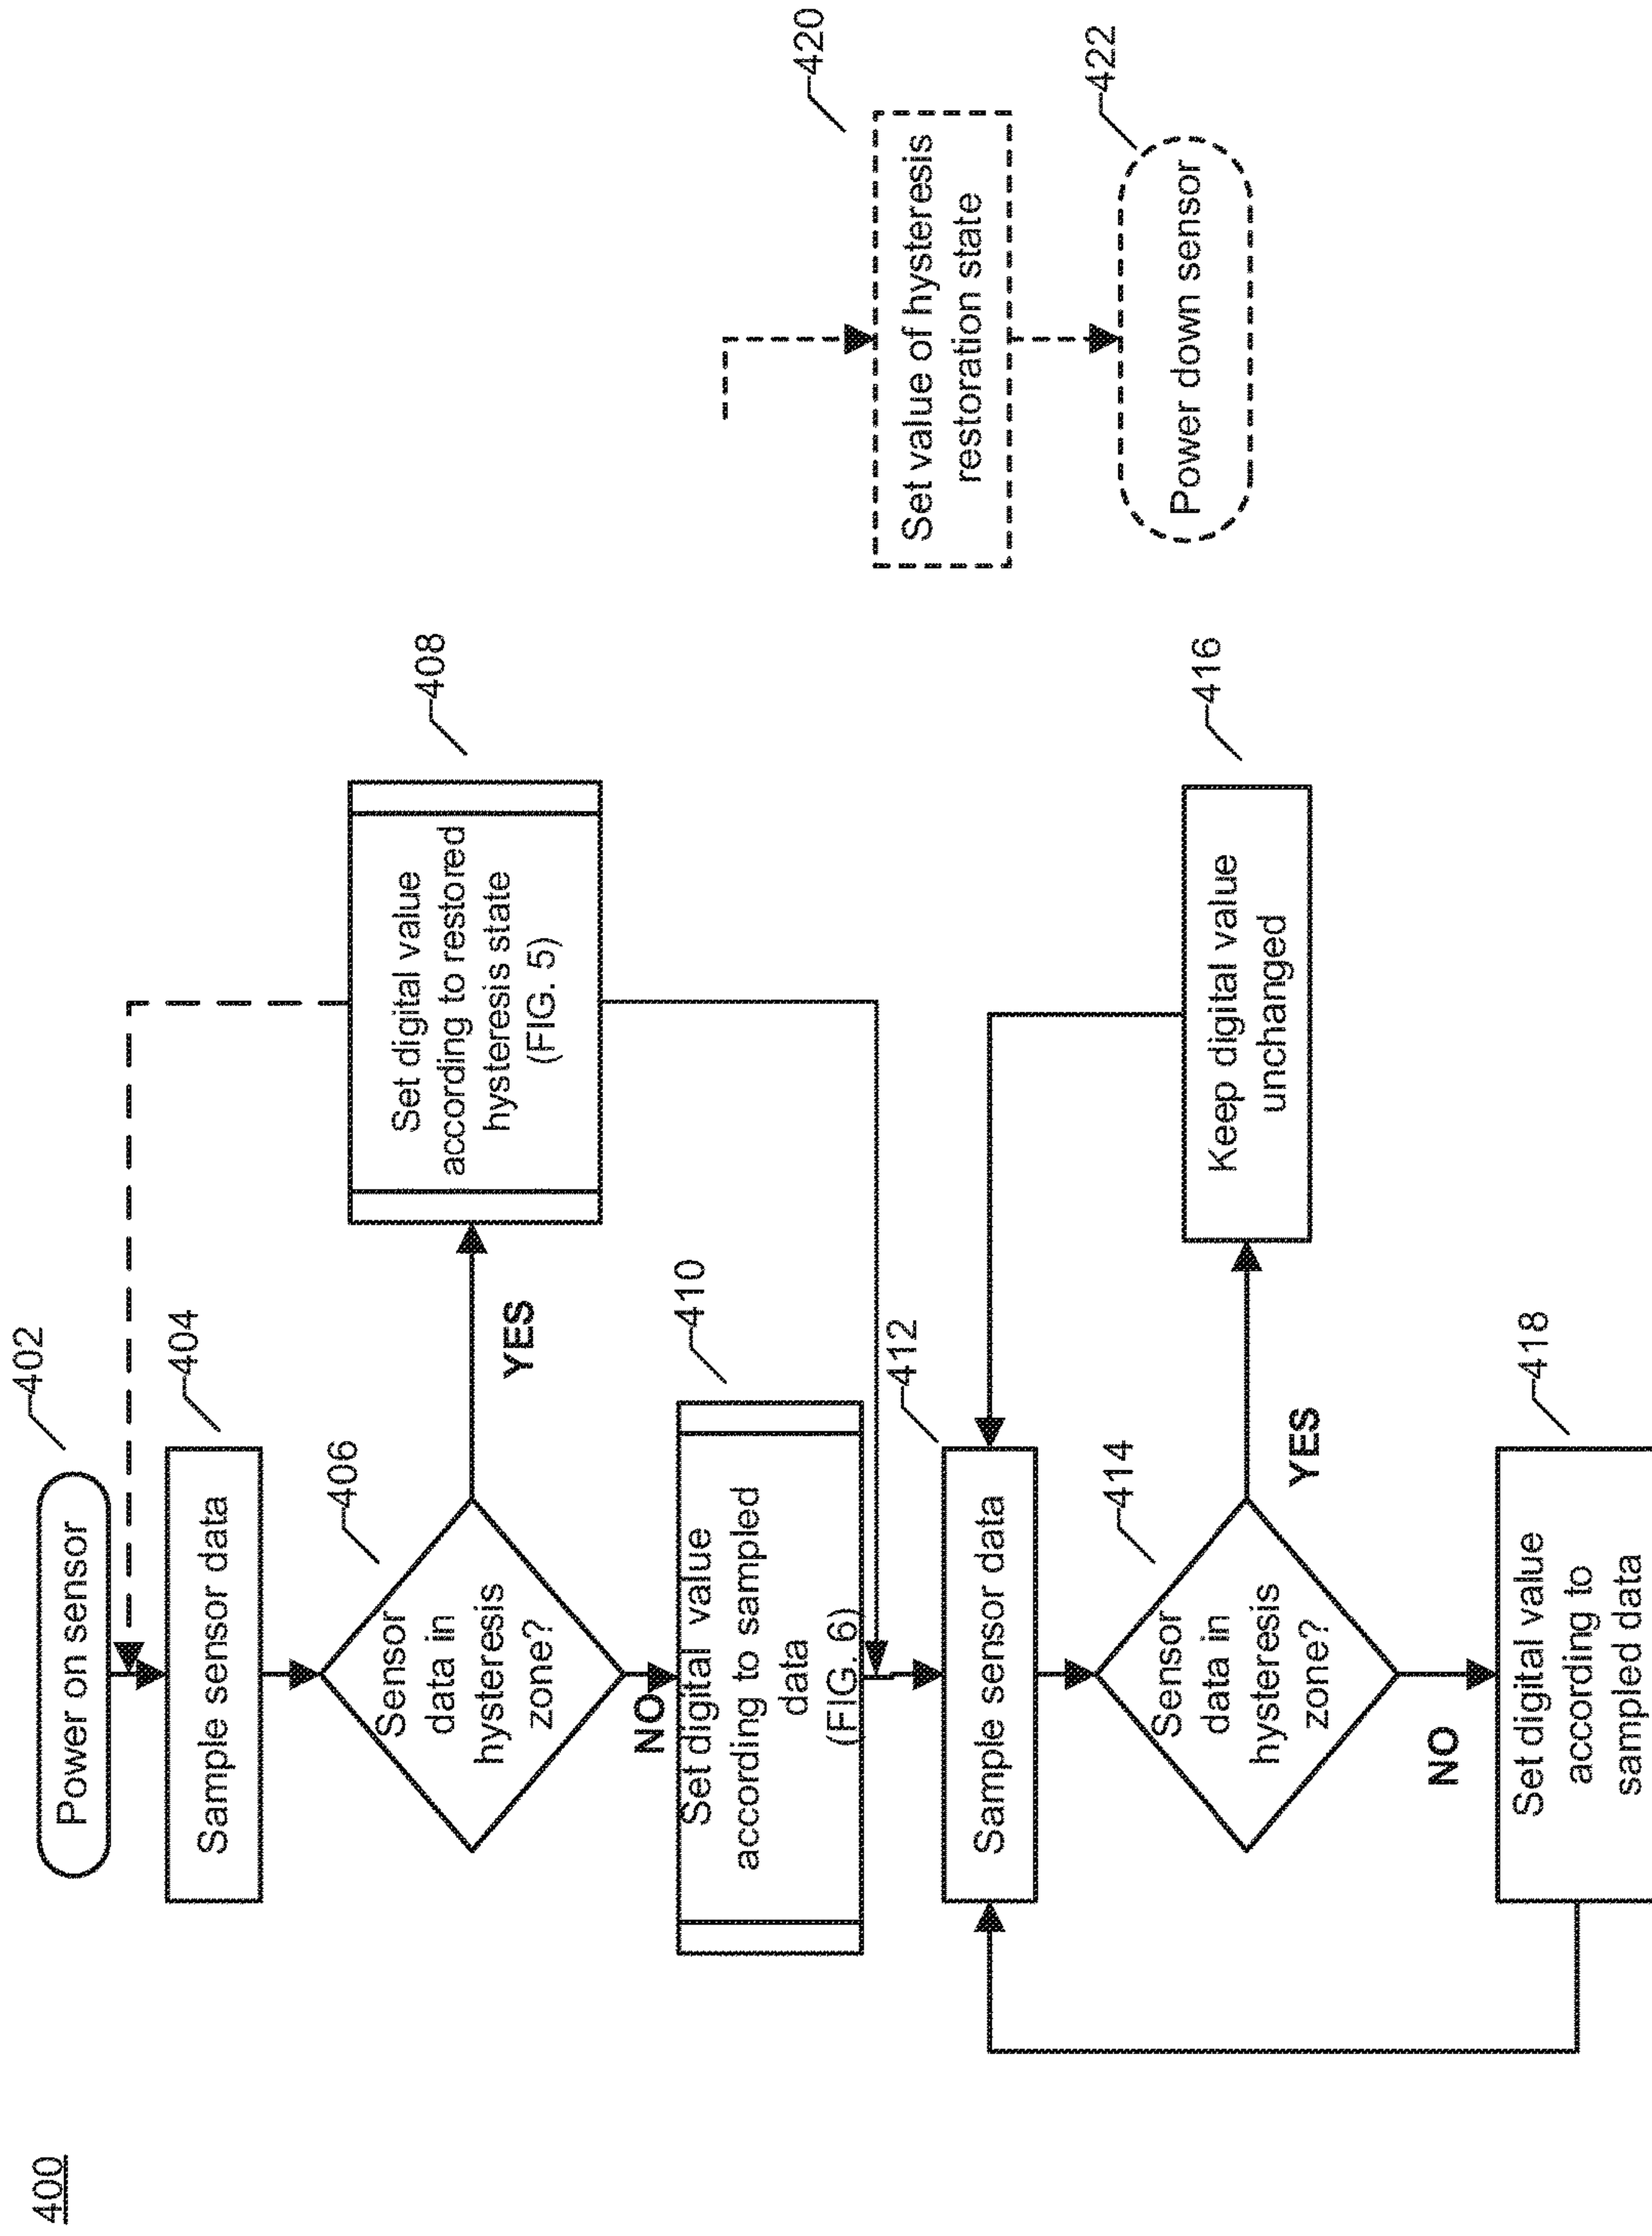 400
Power on sensor
402
Sample sensor data
404
Sensor
data in
hysteresis
zone?
406
YES
Set digital value
according to restored
hysteresis state
(FIG. 5)
408
NO
Set digital value
according to sampled
data
(FIG. 6)
410
Sample sensor data
412
Sensor
data in
hysteresis
zone?
414
YES
Keep digital value
unchanged
416
NO
Set digital value
according to
sampled data
418
Set value of hysteresis
restoration state
420
Power down sensor
422